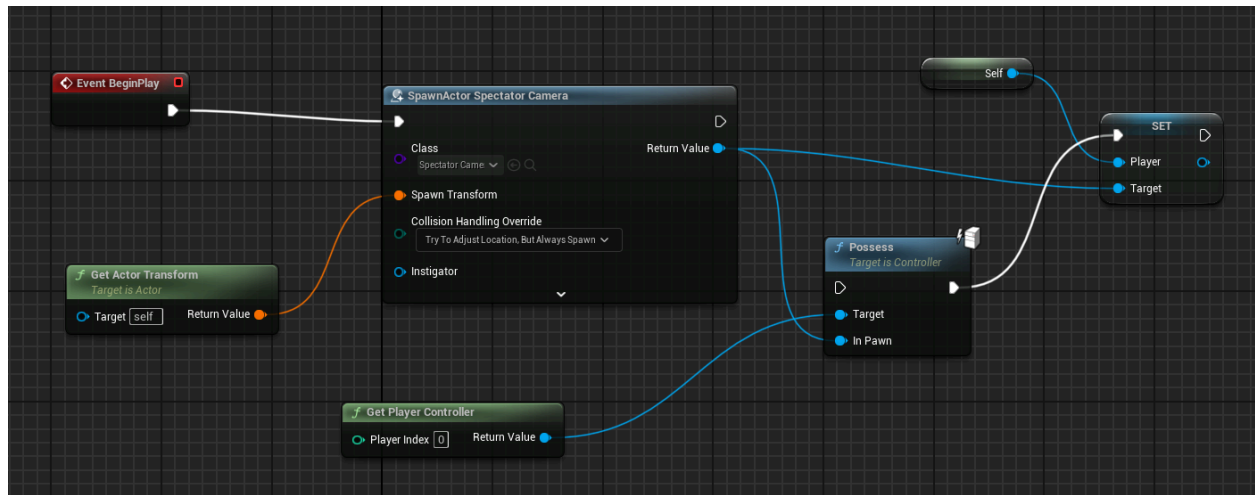 Event BeginPlay
SpawnActor Spectator Camera
Class
Spectator Came
Return Value
Spawn Transform
Collision Handling Override
Try To Adjust Location, But Always Spawn
Instigator
Get Actor Transform
Target is Actor
Target self
Return Value
Get Player Controller
Player Index 0
Return Value
Possess
Target is Controller
Target
In Pawn
Self
SET
Player
Target